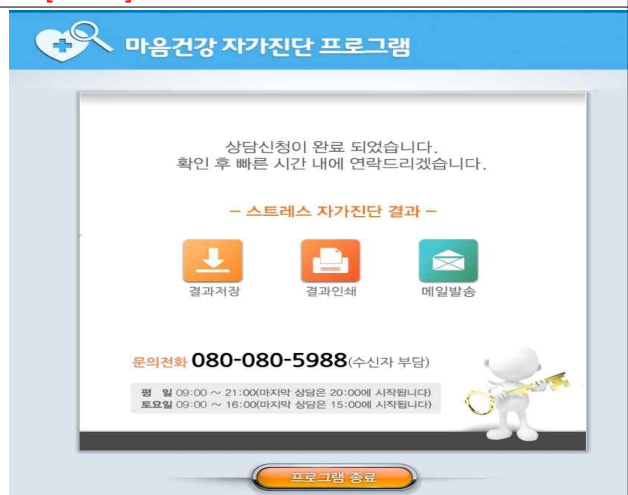 마음건강 자가진단 프로그램
상담신청이 완료 되었습니다.
확인 후 빠른 시간 내에 연락드리겠습니다.
- 스트레스 자가진단 결과 -
결과저장 결과인쇄 메일발송
문의전화 080-080-5988(수신자 부담)
평 일 09:00 ~ 21:00(마지막 상담은 20:00에 시작됩니다)
토요일 09:00 ~ 16:00(마지막 상담은 15:00에 시작됩니다)
프로그램 종료